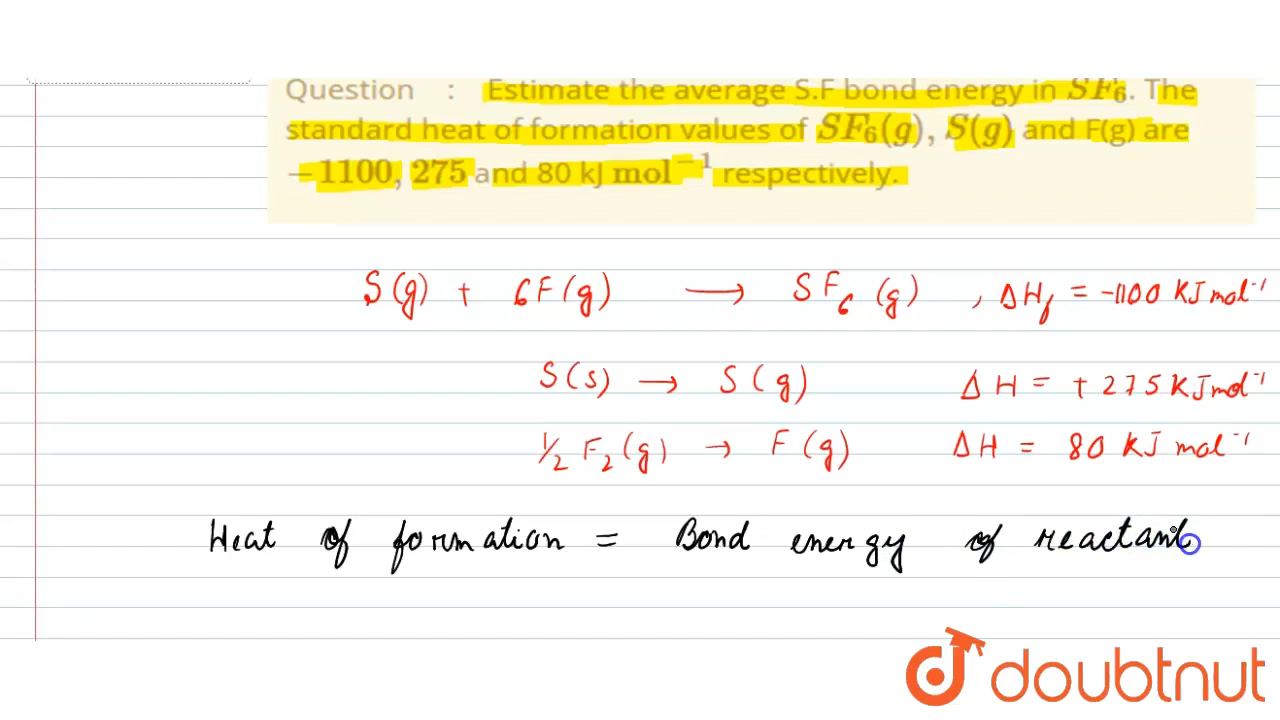 Question : Estimate the average S.F bond energy in SF₆. The
standard heat of formation values of SF₆(g), S(g) and F(g) are
−1100, 275 and 80 kJ mol⁻¹ respectively.
S(g) + 6F(g) → SF₆(g) , ΔHf = -1100 KJ mol⁻¹
S(s) → S(g) ΔH = + 275 KJ mol⁻¹
1/2 F₂(g) → F(g) ΔH = 80 KJ mol⁻¹
Heat of formation = Bond energy of reactant
doubtnut